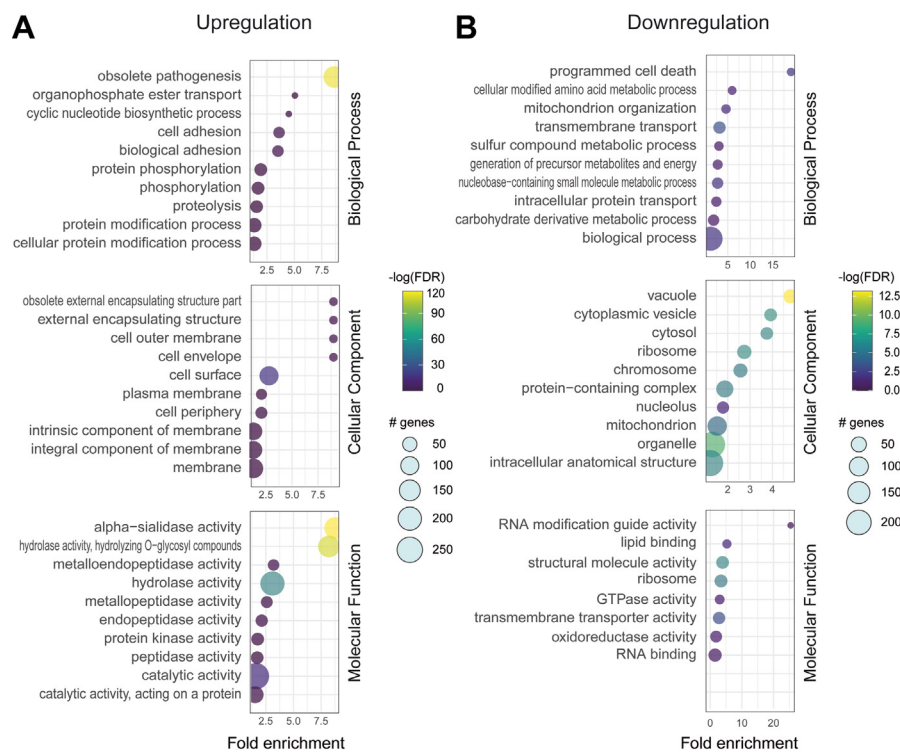 A
Upregulation
obsolete pathogenesis
organophosphate ester transport
cyclic nucleotide biosynthetic process
cell adhesion
biological adhesion
protein phosphorylation
phosphorylation
proteolysis
protein modification process
cellular protein modification process
2.5 5.0 7.5
Biological Process
obsolete external encapsulating structure part
external encapsulating structure
cell outer membrane
cell envelope
cell surface
plasma membrane
cell periphery
intrinsic component of membrane
integral component of membrane
membrane
2.5 5.0 7.5
Cellular Component
alpha-sialidase activity
hydrolase activity, hydrolyzing O-glycosyl compounds
metalloendopeptidase activity
hydrolase activity
metallopeptidase activity
endopeptidase activity
protein kinase activity
peptidase activity
catalytic activity
catalytic activity, acting on a protein
2.5 5.0 7.5
Molecular Function
Fold enrichment
-log(FDR)
120
90
60
30
0
# genes
50
100
150
200
250
B
Downregulation
programmed cell death
cellular modified amino acid metabolic process
mitochondrion organization
transmembrane transport
sulfur compound metabolic process
generation of precursor metabolites and energy
nucleobase-containing small molecule metabolic process
intracellular protein transport
carbohydrate derivative metabolic process
biological process
5 10 15
Biological Process
vacuole
cytoplasmic vesicle
cytosol
ribosome
chromosome
protein-containing complex
nucleolus
mitochondrion
organelle
intracellular anatomical structure
2 3 4
Cellular Component
RNA modification guide activity
lipid binding
structural molecule activity
ribosome
GTPase activity
transmembrane transporter activity
oxidoreductase activity
RNA binding
0 10 20
Molecular Function
Fold enrichment
-log(FDR)
12.5
10.0
7.5
5.0
2.5
0.0
# genes
50
100
150
200